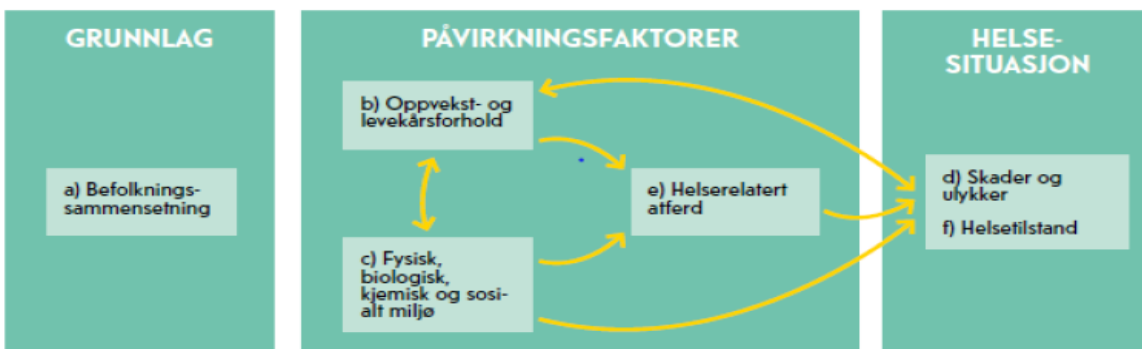 GRUNNLAG
a) Befolknings-
sammensetning
PÅVIRKNINGSFAKTORER
b) Oppvekst- og
levekårsforhold
c) Fysisk,
biologisk,
kjemisk og sosi-
alt miljø
e) Helserelatert
atferd
HELSE-
SITUASJON
d) Skader og
ulykker
f) Helsetilstand